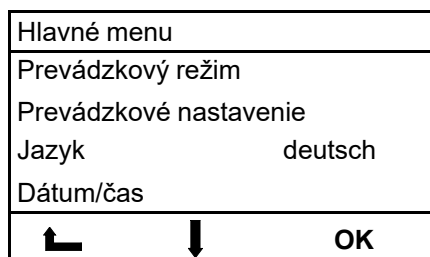 Hlavné menu
Prevádzkový režim
Prevádzkové nastavenie
Jazyk deutsch
Dátum/čas
OK